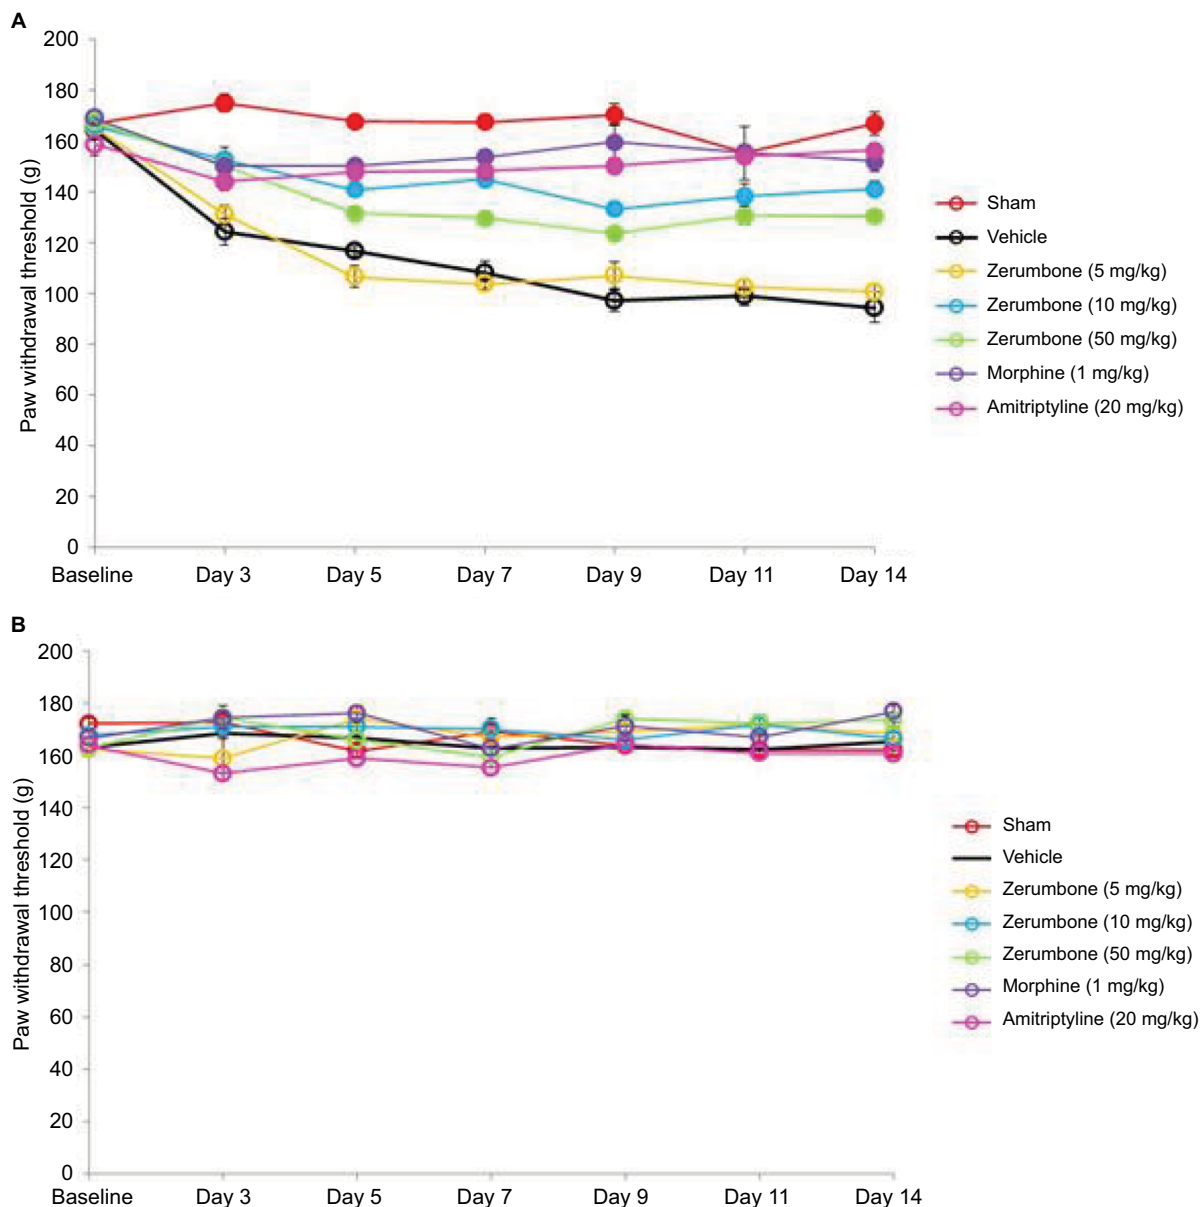 A
200
180
160
140
120
100
80
60
40
20
0
Paw withdrawal threshold (g)
Baseline Day 3 Day 5 Day 7 Day 9 Day 11 Day 14
Sham
Vehicle
Zerumbone (5 mg/kg)
Zerumbone (10 mg/kg)
Zerumbone (50 mg/kg)
Morphine (1 mg/kg)
Amitriptyline (20 mg/kg)
B
200
180
160
140
120
100
80
60
40
20
0
Paw withdrawal threshold (g)
Baseline Day 3 Day 5 Day 7 Day 9 Day 11 Day 14
Sham
Vehicle
Zerumbone (5 mg/kg)
Zerumbone (10 mg/kg)
Zerumbone (50 mg/kg)
Morphine (1 mg/kg)
Amitriptyline (20 mg/kg)